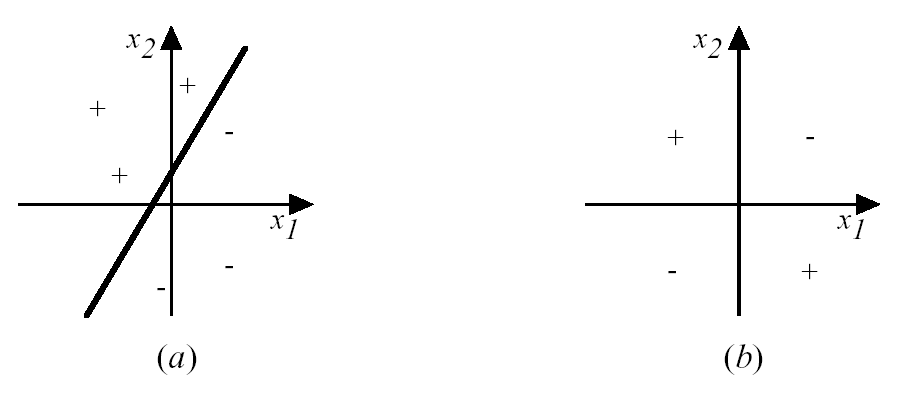 x2 x2
+ +
+ - + -
+
x1 x1
- - +
-
(a) (b)